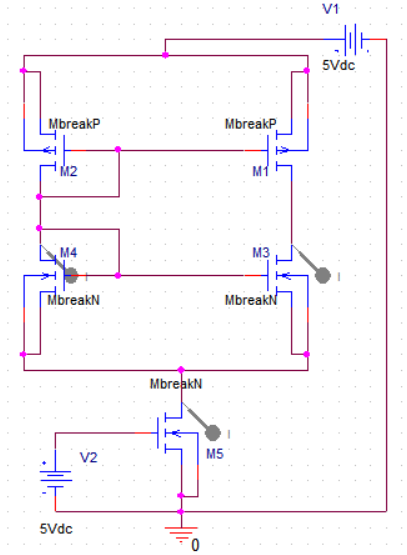 V1
5Vdc
MbreakP
MbreakP
M2
M1
M4
M3
I
I
MbreakN
MbreakN
MbreakN
I
M5
V2
5Vdc
0